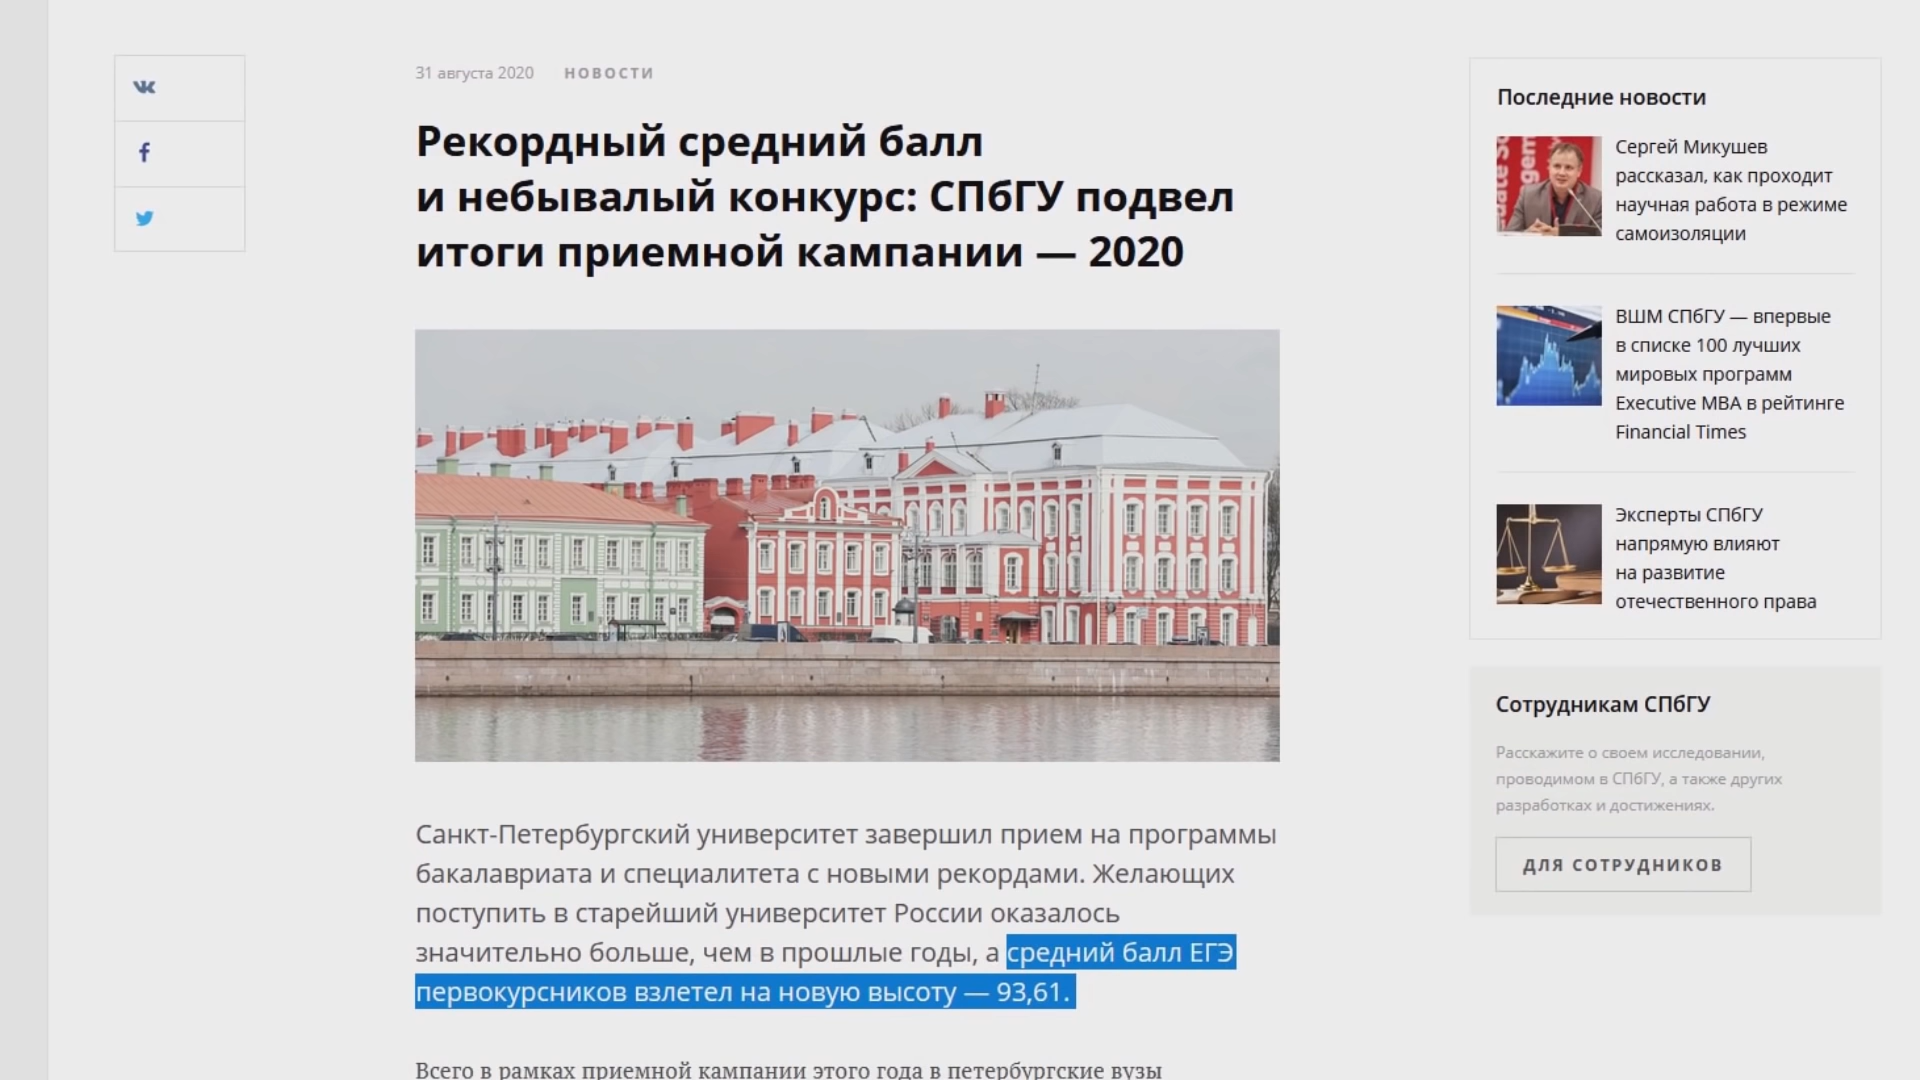 31 августа 2020 НОВОСТИ
Рекордный средний балл
и небывалый конкурс: СПбГУ подвел
итоги приемной кампании — 2020
Санкт-Петербургский университет завершил прием на программы
бакалавриата и специалитета с новыми рекордами. Желающих
поступить в старейший университет России оказалось
значительно больше, чем в прошлые годы, а средний балл ЕГЭ
первокурсников взлетел на новую высоту — 93,61.
Всего в рамках приемной кампании этого года в петербургские вузы
Последние новости
Сергей Микушев
рассказал, как проходит
научная работа в режиме
самоизоляции
ВШМ СПбГУ — впервые
в списке 100 лучших
мировых программ
Executive MBA в рейтинге
Financial Times
Эксперты СПбГУ
напрямую влияют
на развитие
отечественного права
Сотрудникам СПбГУ
Расскажите о своем исследовании,
проводимом в СПбГУ, а также других
разработках и достижениях.
ДЛЯ СОТРУДНИКОВ